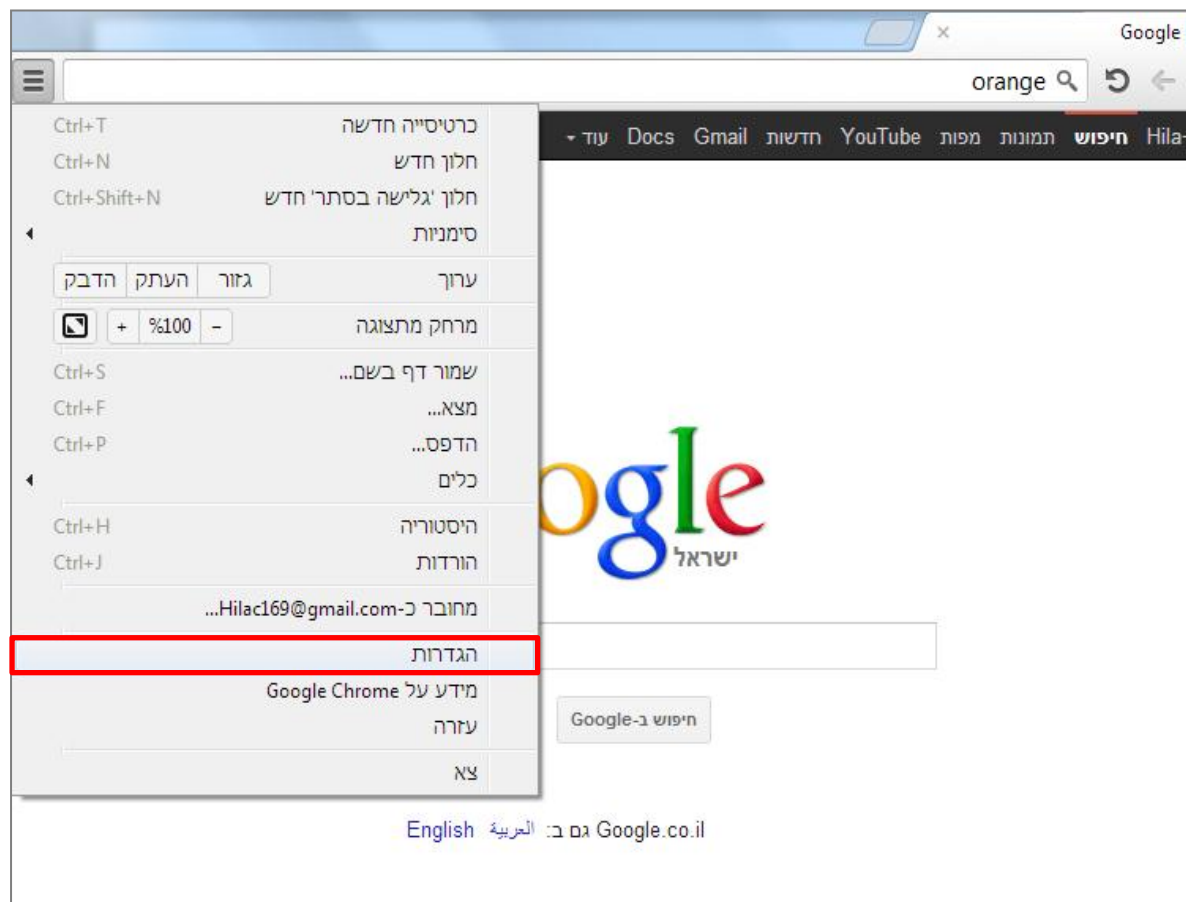 Google
orange
Hila- חיפוש תמונות מפות YouTube חדשות Gmail Docs עוד
כרטיסייה חדשה Ctrl+T
חלון חדש Ctrl+N
חלון 'גלישה בסתר' חדש Ctrl+Shift+N
סימניות
ערוך גזור העתק הדבק
מרחק מתצוגה - %100 +
שמור דף בשם... Ctrl+S
מצא... Ctrl+F
הדפס... Ctrl+P
כלים
היסטוריה Ctrl+H
הורדות Ctrl+J
מחובר כ-Hilac169@gmail.com...
הגדרות
מידע על Google Chrome
עזרה
צא
ogle
ישראל
חיפוש ב-Google
Google.co.il גם ב: العربية English